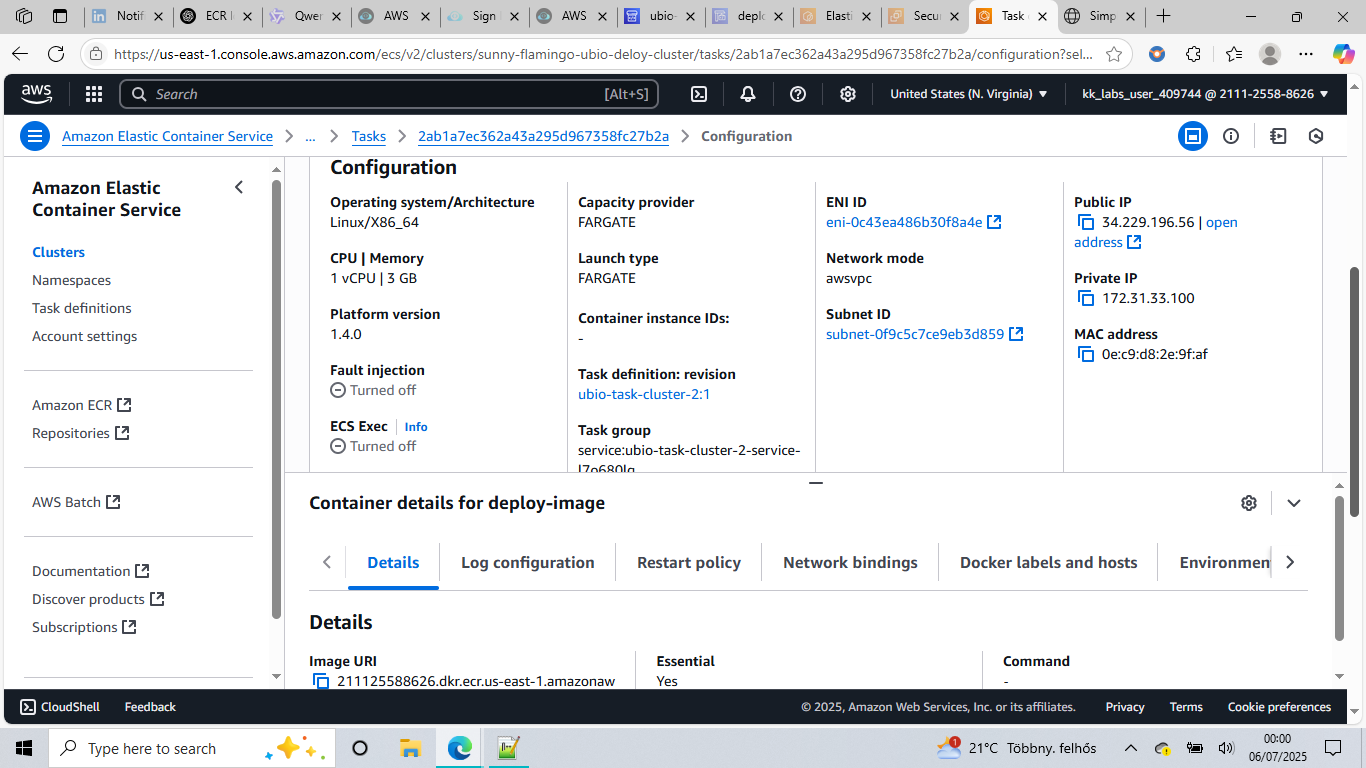 Notif
ECR I
Qwer
AWS
Sign
AWS
ubio-
deplo
Elasti
Secur
Task
Simp
https://us-east-1.console.aws.amazon.com/ecs/v2/clusters/sunny-flamingo-ubio-deloy-cluster/tasks/2ab1a7ec362a43a295d967358fc27b2a/configuration?sel...
aws
Search
[Alt+S]
United States (N. Virginia)
kk_labs_user_409744 @ 2111-2558-8626
Amazon Elastic Container Service
...
Tasks
2ab1a7ec362a43a295d967358fc27b2a
Configuration
Amazon Elastic
Container Service
Clusters
Namespaces
Task definitions
Account settings
Amazon ECR
Repositories
AWS Batch
Documentation
Discover products
Subscriptions
Configuration
Operating system/Architecture
Linux/X86_64
CPU | Memory
1 vCPU | 3 GB
Platform version
1.4.0
Fault injection
Turned off
ECS Exec
Info
Turned off
Capacity provider
FARGATE
Launch type
FARGATE
Container instance IDs:
-
Task definition: revision
ubio-task-cluster-2:1
Task group
service:ubio-task-cluster-2-service-
l7o680lq
ENI ID
eni-0c43ea486b30f8a4e
Network mode
awsvpc
Subnet ID
subnet-0f9c5c7ce9eb3d859
Public IP
34.229.196.56 | open
address
Private IP
172.31.33.100
MAC address
0e:c9:d8:2e:9f:af
Container details for deploy-image
Details
Log configuration
Restart policy
Network bindings
Docker labels and hosts
Environmen
Details
Image URI
211125588626.dkr.ecr.us-east-1.amazonaw
Essential
Yes
Command
-
CloudShell
Feedback
© 2025, Amazon Web Services, Inc. or its affiliates.
Privacy
Terms
Cookie preferences
Type here to search
1
21°C Többny. felhős
00:00
06/07/2025